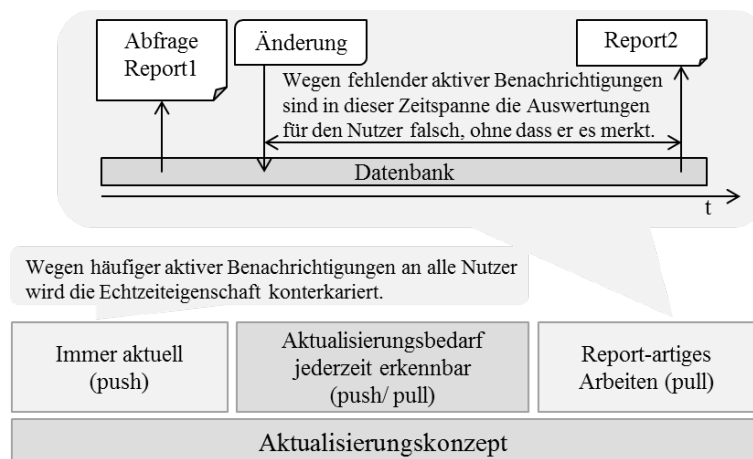 Abfrage
Report1
Änderung
Report2
Wegen fehlender aktiver Benachrichtigungen
sind in dieser Zeitspanne die Auswertungen
für den Nutzer falsch, ohne dass er es merkt.
Datenbank
t
Wegen häufiger aktiver Benachrichtigungen an alle Nutzer
wird die Echtzeiteigenschaft konterkariert.
Immer aktuell
(push)
Aktualisierungsbedarf
jederzeit erkennbar
(push/ pull)
Report-artiges
Arbeiten (pull)
Aktualisierungskonzept